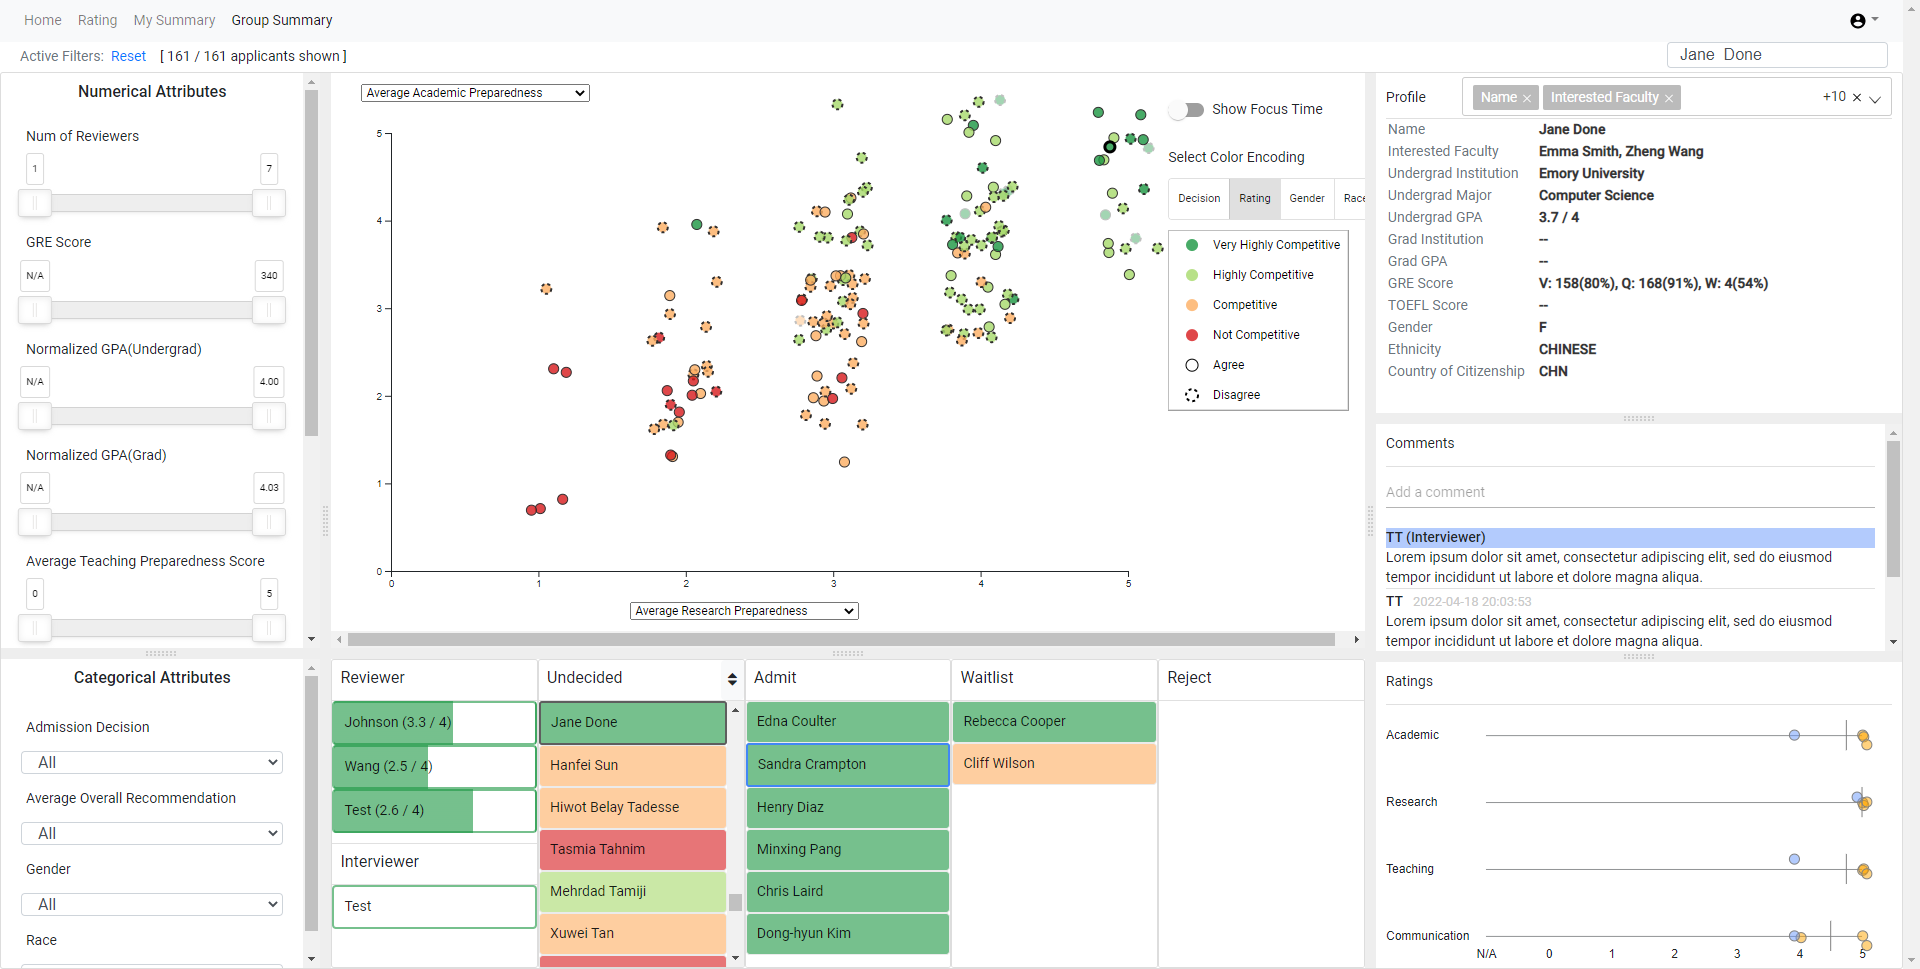 Home Rating My Summary Group Summary
Active Filters: Reset [ 161 / 161 applicants shown ]
Jane Done
Numerical Attributes
Num of Reviewers
1 7
GRE Score
N/A 340
Normalized GPA(Undergrad)
N/A 4.00
Normalized GPA(Grad)
N/A 4.03
Average Teaching Preparedness Score
0 5
Categorical Attributes
Admission Decision
All
Average Overall Recommendation
All
Gender
All
Race
Average Academic Preparedness
5
4
3
2
1
0
0 1 2 3 4 5
Average Research Preparedness
Show Focus Time
Select Color Encoding
Decision Rating Gender Race
Very Highly Competitive
Highly Competitive
Competitive
Not Competitive
Agree
Disagree
Reviewer
Johnson (3.3 / 4)
Wang (2.5 / 4)
Test (2.6 / 4)
Interviewer
Test
Undecided
Jane Done
Hanfei Sun
Hiwot Belay Tadesse
Tasmia Tahnim
Mehrdad Tamiji
Xuwei Tan
Admit
Edna Coulter
Sandra Crampton
Henry Diaz
Minxing Pang
Chris Laird
Dong-hyun Kim
Waitlist
Rebecca Cooper
Cliff Wilson
Reject
Profile Name × Interested Faculty × +10 ×
Name Jane Done
Interested Faculty Emma Smith, Zheng Wang
Undergrad Institution Emory University
Undergrad Major Computer Science
Undergrad GPA 3.7 / 4
Grad Institution --
Grad GPA --
GRE Score V: 158(80%), Q: 168(91%), W: 4(54%)
TOEFL Score --
Gender F
Ethnicity CHINESE
Country of Citizenship CHN
Comments
Add a comment
TT (Interviewer)
Lorem ipsum dolor sit amet, consectetur adipiscing elit, sed do eiusmod
tempor incididunt ut labore et dolore magna aliqua.
TT 2022-04-18 20:03:53
Lorem ipsum dolor sit amet, consectetur adipiscing elit, sed do eiusmod
tempor incididunt ut labore et dolore magna aliqua.
Ratings
Academic
Research
Teaching
Communication
N/A 0 1 2 3 4 5